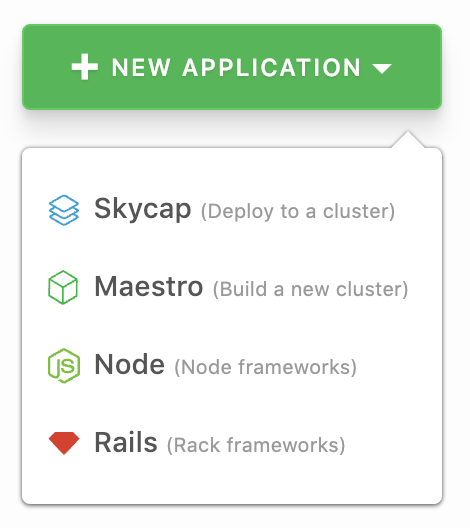 NEW APPLICATION
Skycap (Deploy to a cluster)
Maestro (Build a new cluster)
JS Node (Node frameworks)
Rails (Rack frameworks)